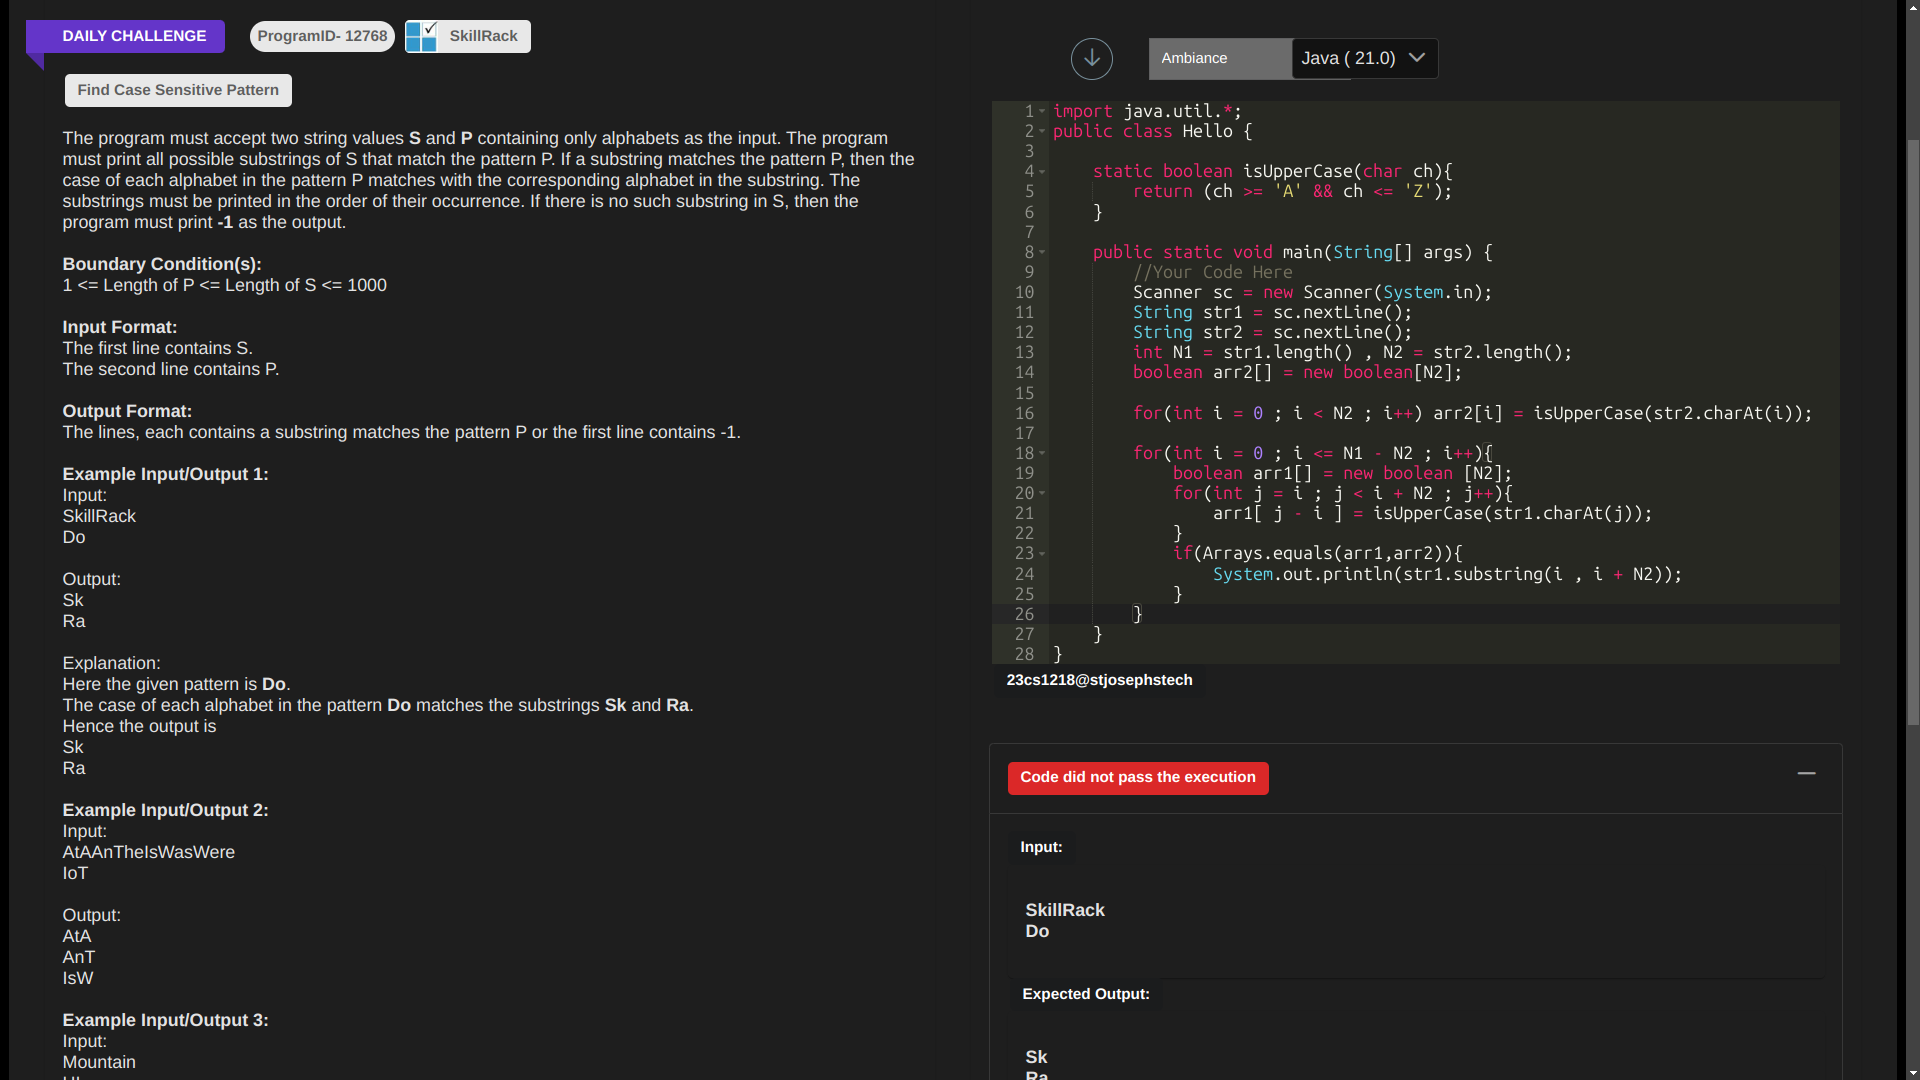 DAILY CHALLENGE
ProgramID- 12768
SkillRack
Find Case Sensitive Pattern
The program must accept two string values S and P containing only alphabets as the input. The program
must print all possible substrings of S that match the pattern P. If a substring matches the pattern P, then the
case of each alphabet in the pattern P matches with the corresponding alphabet in the substring. The
substrings must be printed in the order of their occurrence. If there is no such substring in S, then the
program must print -1 as the output.
Boundary Condition(s):
1 <= Length of P <= Length of S <= 1000
Input Format:
The first line contains S.
The second line contains P.
Output Format:
The lines, each contains a substring matches the pattern P or the first line contains -1.
Example Input/Output 1:
Input:
SkillRack
Do
Output:
Sk
Ra
Explanation:
Here the given pattern is Do.
The case of each alphabet in the pattern Do matches the substrings Sk and Ra.
Hence the output is
Sk
Ra
Example Input/Output 2:
Input:
AtAAnTheIsWasWere
IoT
Output:
AtA
AnT
IsW
Example Input/Output 3:
Input:
Mountain
Ambiance
Java ( 21.0)
1 import java.util.*;
2 public class Hello {
3
4 static boolean isUpperCase(char ch){
5 return (ch >= 'A' && ch <= 'Z');
6 }
7
8 public static void main(String[] args) {
9 //Your Code Here
10 Scanner sc = new Scanner(System.in);
11 String str1 = sc.nextLine();
12 String str2 = sc.nextLine();
13 int N1 = str1.length() , N2 = str2.length();
14 boolean arr2[] = new boolean[N2];
15
16 for(int i = 0 ; i < N2 ; i++) arr2[i] = isUpperCase(str2.charAt(i));
17
18 for(int i = 0 ; i <= N1 - N2 ; i++){
19 boolean arr1[] = new boolean [N2];
20 for(int j = i ; j < i + N2 ; j++){
21 arr1[ j - i ] = isUpperCase(str1.charAt(j));
22 }
23 if(Arrays.equals(arr1,arr2)){
24 System.out.println(str1.substring(i , i + N2));
25 }
26 }
27 }
28 }
23cs1218@stjosephstech
Code did not pass the execution
Input:
SkillRack
Do
Expected Output:
Sk
Ra